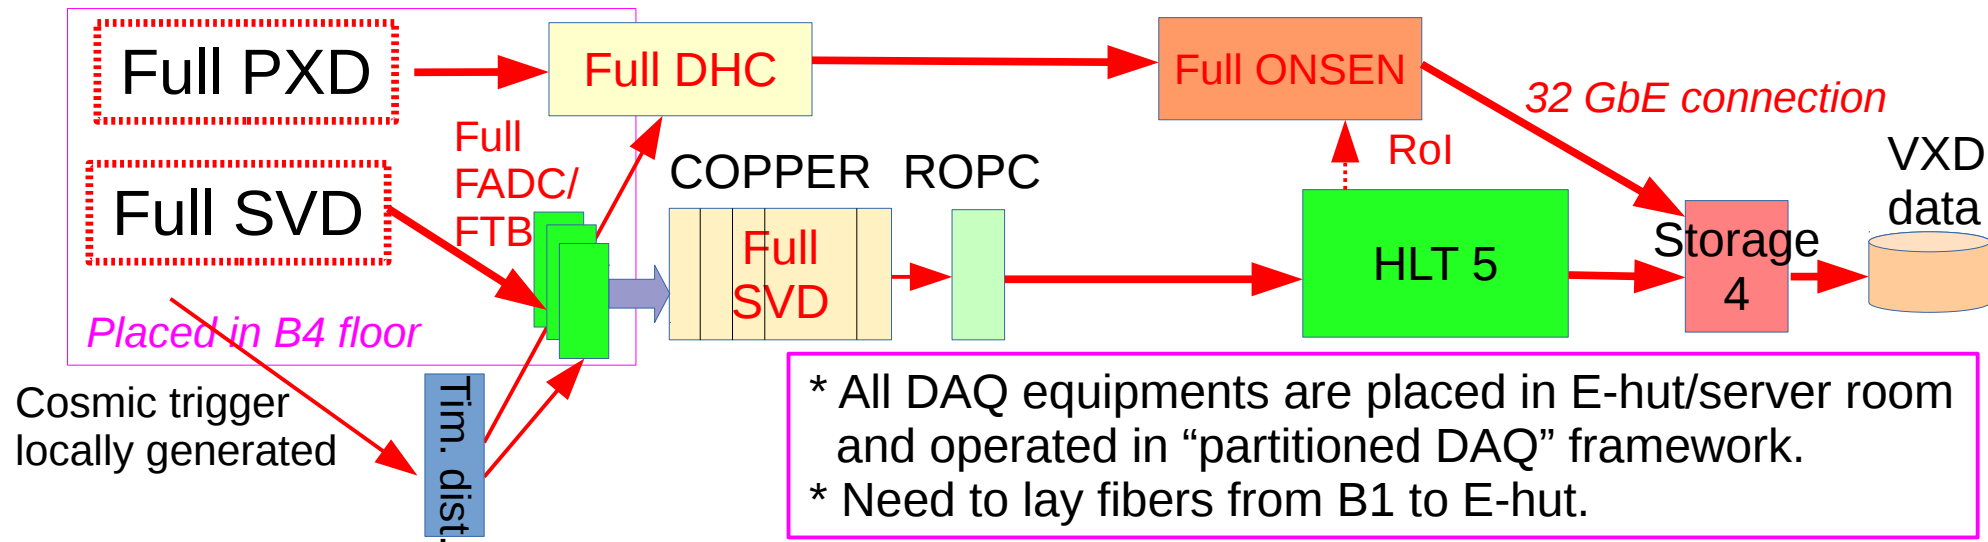 Full PXD
Full DHC
Full ONSEN
32 GbE connection
Full
FADC/
FTB
Full SVD
COPPER
ROPC
RoI
VXD
data
Full
SVD
HLT 5
Storage
4
Placed in B4 floor
Cosmic trigger
locally generated
Tim. dist.
* All DAQ equipments are placed in E-hut/server room
and operated in “partitioned DAQ” framework.
* Need to lay fibers from B1 to E-hut.